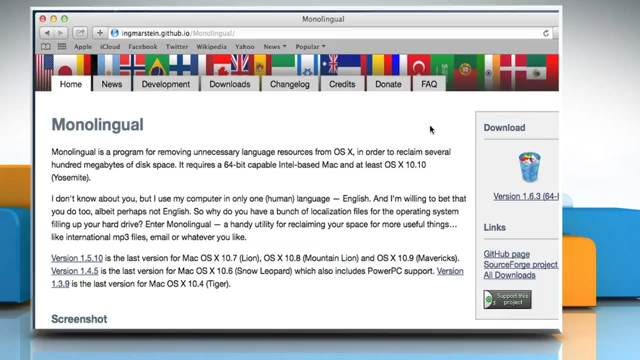 Monolingual
ingmarstein.github.io/Monolingual/
Apple iCloud Facebook Twitter Wikipedia Yahoo News Popular
Home News Development Downloads Changelog Credits Donate FAQ
Monolingual
Monolingual is a program for removing unnecessary language resources from OS X, in order to reclaim several
hundred megabytes of disk space. It requires a 64-bit capable Intel-based Mac and at least OS X 10.10
(Yosemite).
I don't know about you, but I use my computer in only one (human) language — English. And I'm willing to bet that
you do too, albeit perhaps not English. So why do you have a bunch of localization files for the operating system
filling up your hard drive? Enter Monolingual — a handy utility for reclaiming your space for more useful things…
like international mp3 files, email or whatever you like.
Version 1.5.10 is the last version for Mac OS X 10.7 (Lion), OS X 10.8 (Mountain Lion) and OS X 10.9 (Mavericks).
Version 1.4.5 is the last version for Mac OS X 10.6 (Snow Leopard) which also includes PowerPC support. Version
1.3.9 is the last version for Mac OS X 10.4 (Tiger).
Screenshot
Download
Version 1.6.3 (64-
Links
GitHub page
SourceForge project
All Downloads
Support this
project